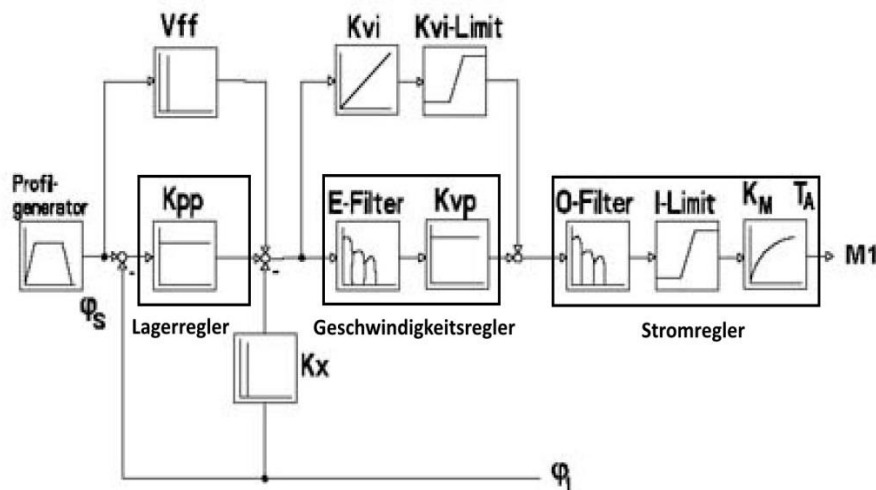 Vff
Kvi
Kvi-Limit
Profil-
generator
Kpp
E-Filter
Kvp
O-Filter
I-Limit
KM
TA
M1
φS
Lagerregler
Geschwindigkeitsregler
Stromregler
Kx
φi